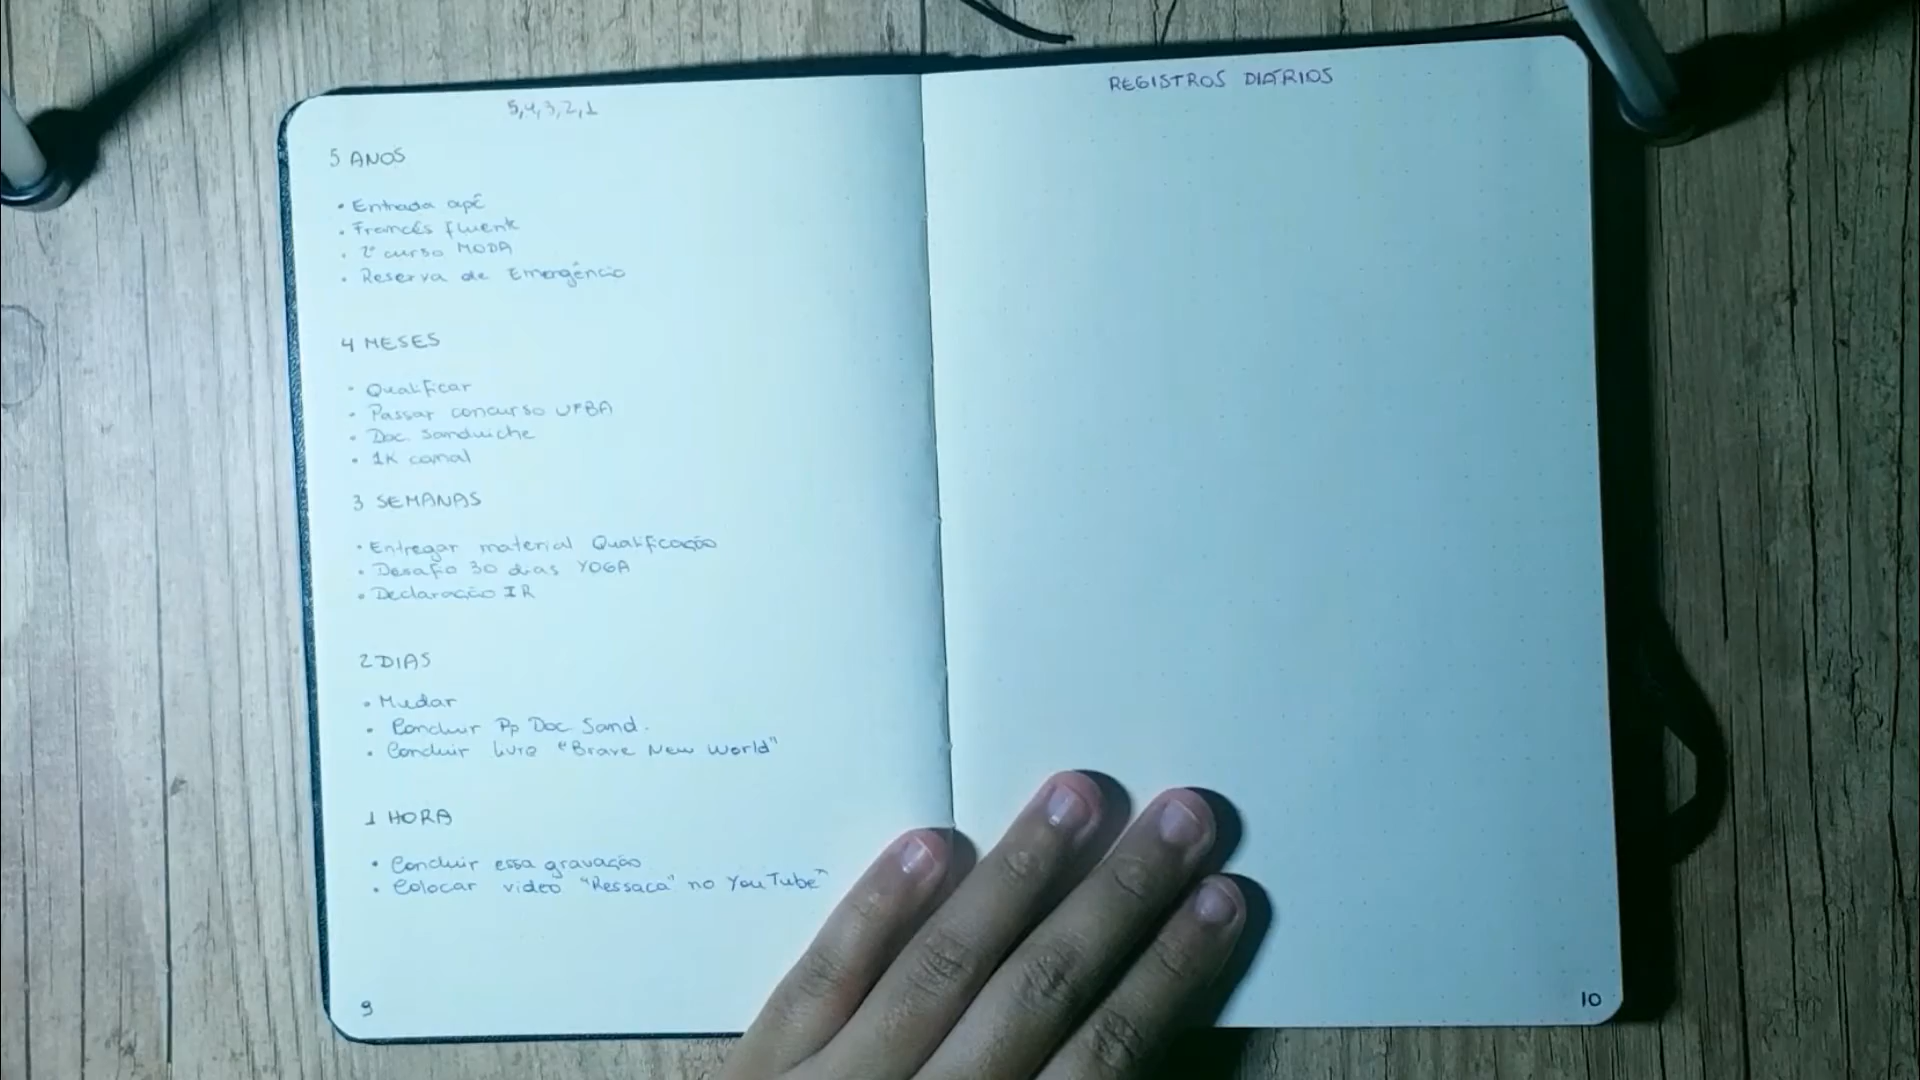 5,4,3,2,1
5 ANOS
• Entrada apê
• Francês fluente
• 2º curso MODA
• Reserva de Emergência
4 MESES
• Qualificar
• Passar concurso UFBA
• Doc Sanduiche
• 1K canal
3 SEMANAS
• Entregar material Qualificação
• Desafio 30 dias YOGA
• Declaração IR
2 DIAS
• Mudar
• Concluir Pp Doc Sand.
• Concluir livro "Brave New World"
1 HORA
• Concluir essa gravação
• Colocar video "Ressaca" no YouTube"
9
REGISTROS DIÁRIOS
10